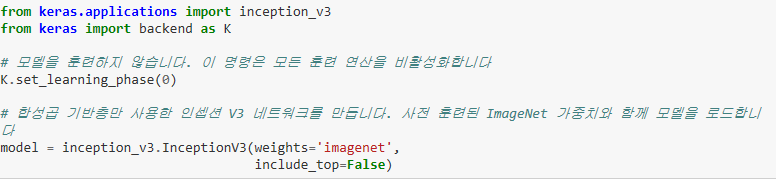 from keras.applications import inception_v3
from keras import backend as K
# 모델을 훈련하지 않습니다. 이 명령은 모든 훈련 연산을 비활성화합니다
K.set_learning_phase(0)
# 합성곱 기반층만 사용한 인셉션 V3 네트워크를 만듭니다. 사전 훈련된 ImageNet 가중치와 함께 모델을 로드합니
다
model = inception_v3.InceptionV3(weights='imagenet',
                                 include_top=False)